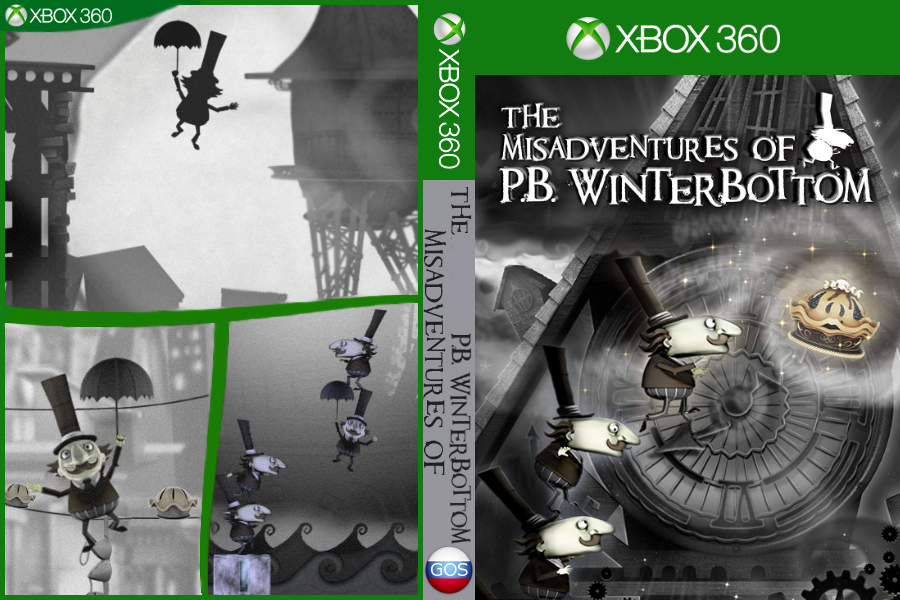 XBOX 360
XBOX 360
THE
MISADVENTURES OF
P.B. WINTERBOTTOM
GOS
XBOX 360
THE
MISADVENTURES OF
P.B. WINTERBOTTOM